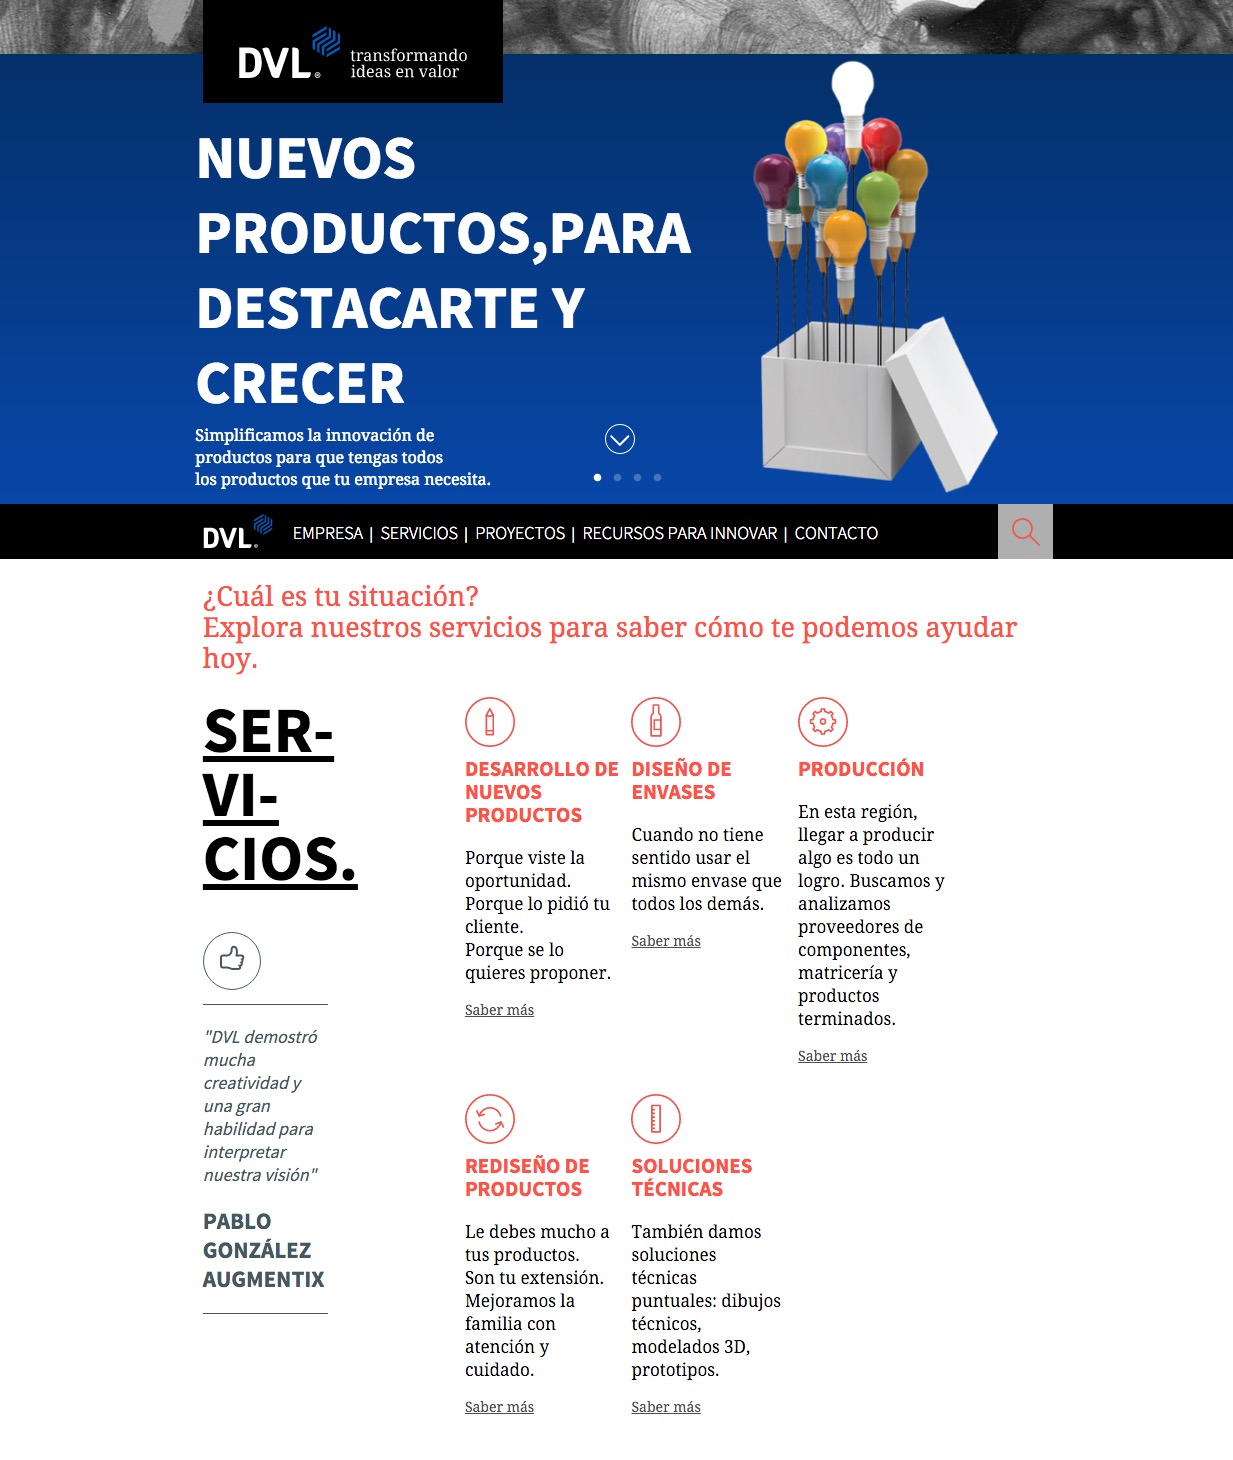 DVL®
transformando
ideas en valor
NUEVOS
PRODUCTOS,PARA
DESTACARTE Y
CRECER
Simplificamos la innovación de
productos para que tengas todos
los productos que tu empresa necesita.
DVL® EMPRESA | SERVICIOS | PROYECTOS | RECURSOS PARA INNOVAR | CONTACTO
¿Cuál es tu situación?
Explora nuestros servicios para saber cómo te podemos ayudar
hoy.
SER-
VI-
CIOS.
"DVL demostró
mucha
creatividad y
una gran
habilidad para
interpretar
nuestra visión"
PABLO
GONZÁLEZ
AUGMENTIX
DESARROLLO DE
NUEVOS
PRODUCTOS
Porque viste la
oportunidad.
Porque lo pidió tu
cliente.
Porque se lo
quieres proponer.
Saber más
DISEÑO DE
ENVASES
Cuando no tiene
sentido usar el
mismo envase que
todos los demás.
Saber más
PRODUCCIÓN
En esta región,
llegar a producir
algo es todo un
logro. Buscamos y
analizamos
proveedores de
componentes,
matricería y
productos
terminados.
Saber más
REDISEÑO DE
PRODUCTOS
Le debes mucho a
tus productos.
Son tu extensión.
Mejoramos la
familia con
atención y
cuidado.
Saber más
SOLUCIONES
TÉCNICAS
También damos
soluciones
técnicas
puntuales: dibujos
técnicos,
modelados 3D,
prototipos.
Saber más